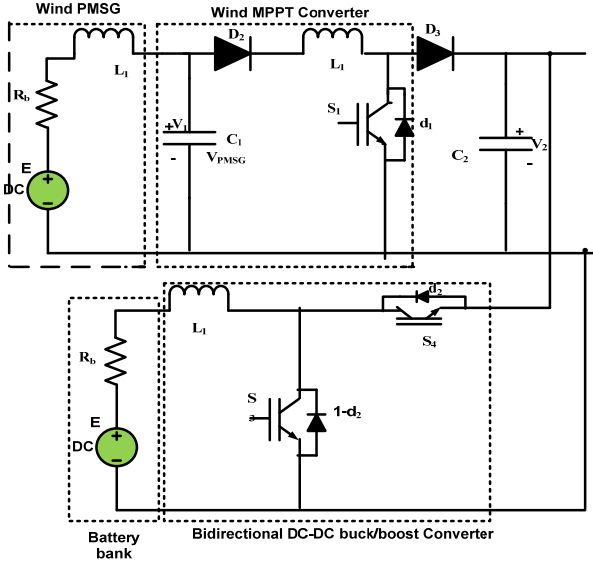 Wind PMSG
Wind MPPT Converter
L1
Rb
E
DC
+
−
D2
L1
D3
+V1
-
C1
VPMSG
S1
d1
C2
+
V2
-
L1
Rb
E
DC
+
−
d2
S4
S
3
1-d2
Battery
bank
Bidirectional DC-DC buck/boost Converter